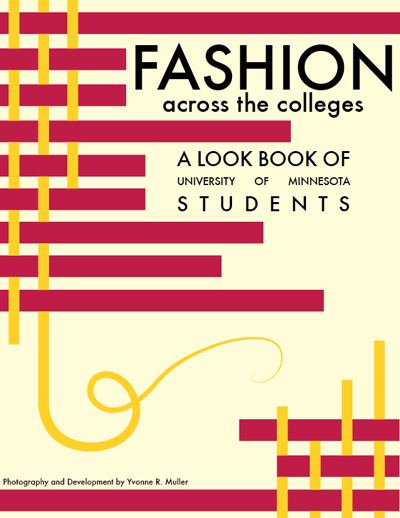 FASHION
across the colleges
A LOOK BOOK OF
UNIVERSITY OF MINNESOTA
STUDENTS
Photography and Development by Yvonne R. Muller